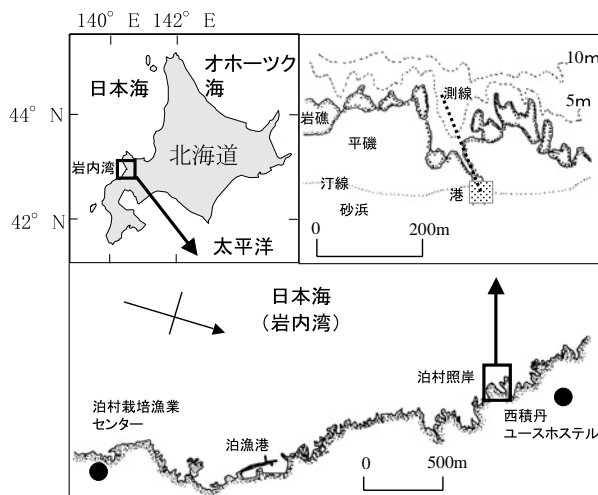 140° E 142° E
オホーツク
海
日本海
44° N
北海道
岩内湾
42° N
太平洋
10m
測線
5m
岩礁
平磯
汀線
港
砂浜
0 200m
日本海
(岩内湾)
泊村照岸
泊村栽培漁業
センター
西積丹
ユースホステル
泊漁港
0 500m